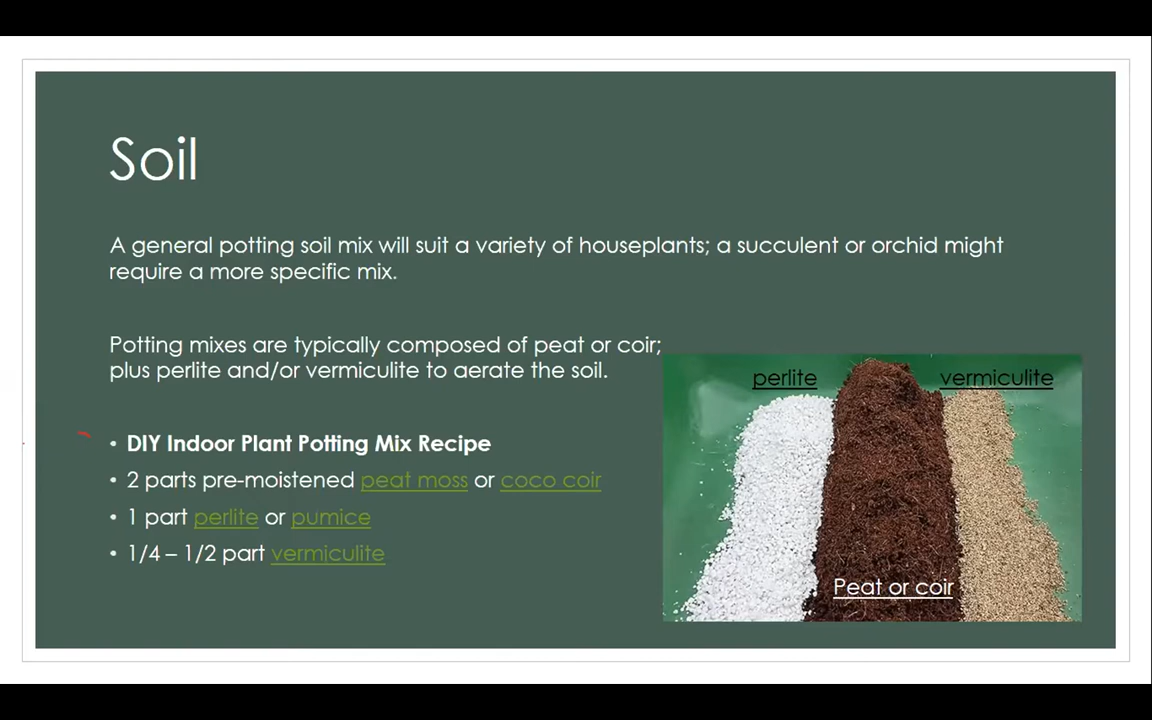 Soil
A general potting soil mix will suit a variety of houseplants; a succulent or orchid might
require a more specific mix.
Potting mixes are typically composed of peat or coir;
plus perlite and/or vermiculite to aerate the soil.
• DIY Indoor Plant Potting Mix Recipe
• 2 parts pre-moistened peat moss or coco coir
• 1 part perlite or pumice
• 1/4 – 1/2 part vermiculite
perlite
vermiculite
Peat or coir